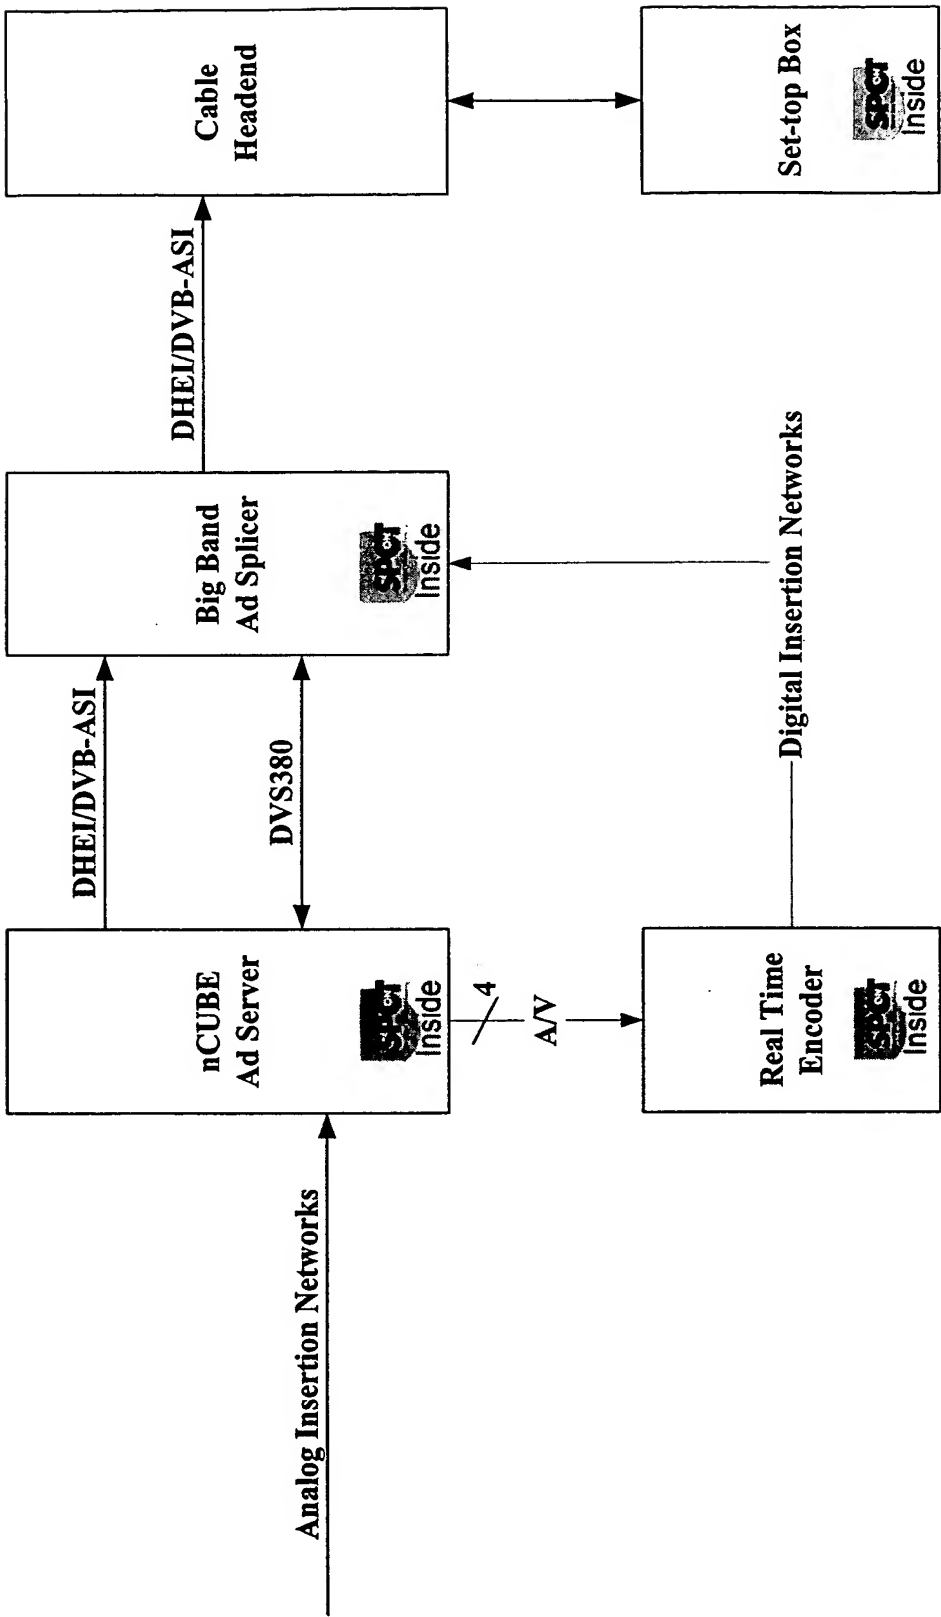 Analog Insertion Networks
nCUBE
Ad Server
SPOT
Inside
DHEI/DVB-ASI
DVS380
4
A/V
Real Time
Encoder
Inside
Digital Insertion Networks
Big Band
Ad Splicer
Inside
DHEI/DVB-ASI
Cable
Headend
Set-top Box
Inside